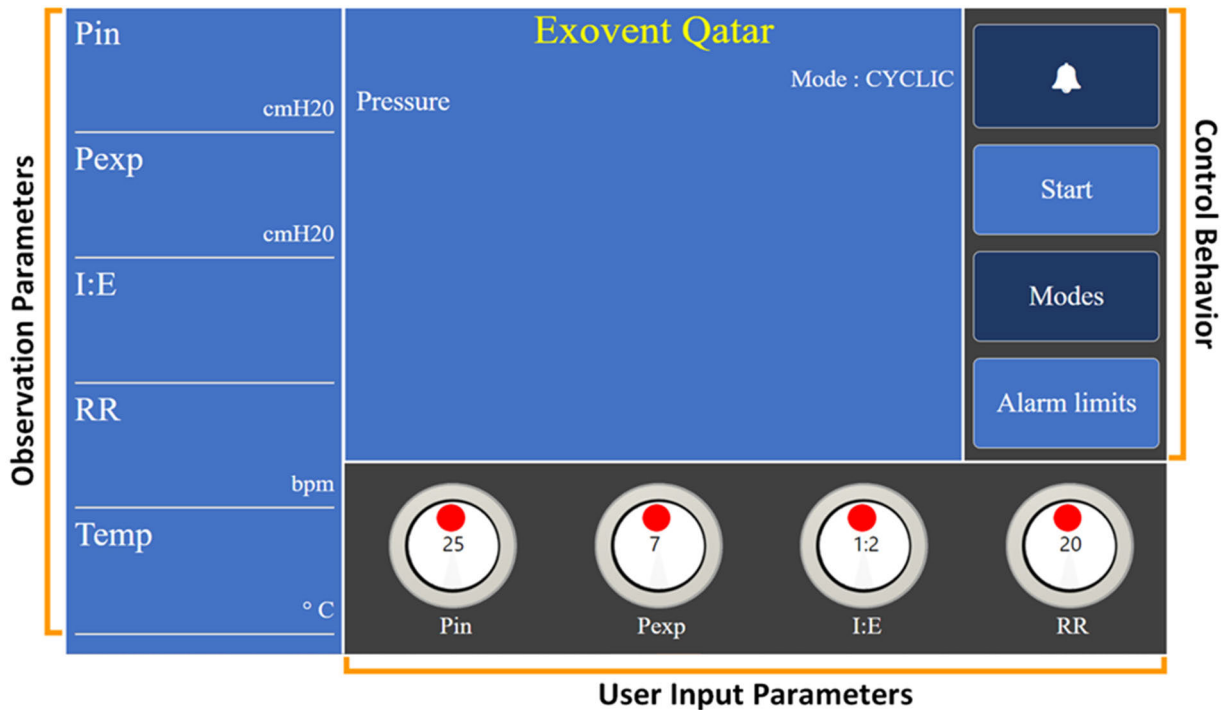 Observation Parameters
Pin
cmH20
Pexp
cmH20
I:E
RR
bpm
Temp
° C
Exovent Qatar
Mode : CYCLIC
Pressure
Start
Modes
Alarm limits
Control Behavior
25
7
1:2
20
Pin
Pexp
I:E
RR
User Input Parameters